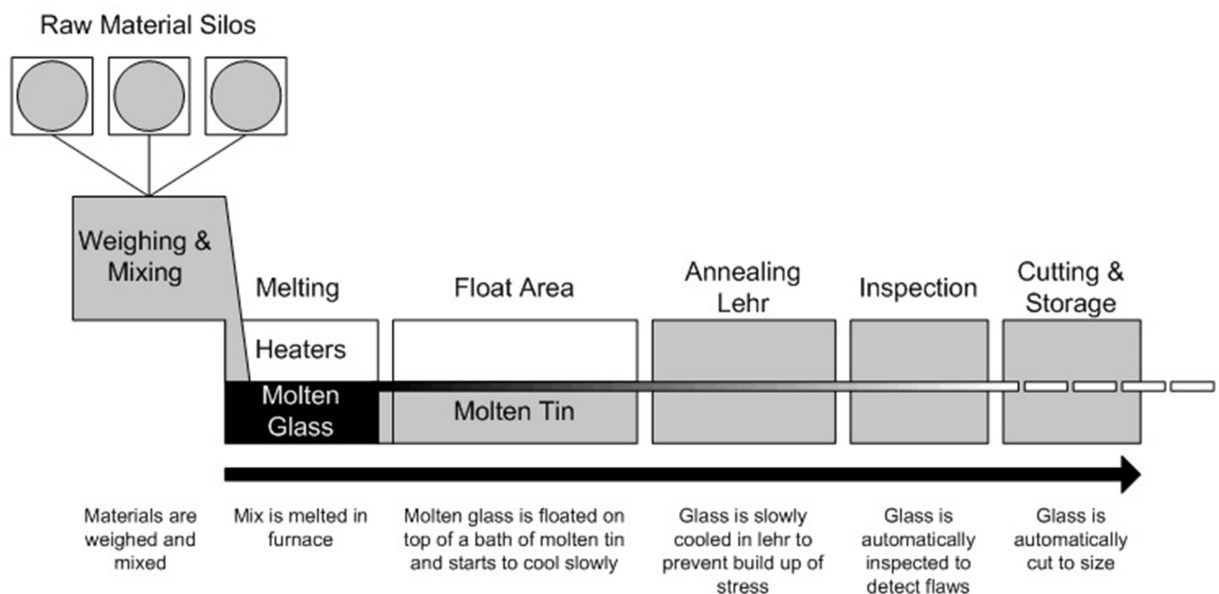 Raw Material Silos
Weighing &
Mixing
Melting
Float Area
Annealing
Lehr
Inspection
Cutting &
Storage
Heaters
Molten
Glass
Molten Tin
Materials are
weighed and
mixed
Mix is melted in
furnace
Molten glass is floated on
top of a bath of molten tin
and starts to cool slowly
Glass is slowly
cooled in lehr to
prevent build up of
stress
Glass is
automatically
inspected to
detect flaws
Glass is
automatically
cut to size